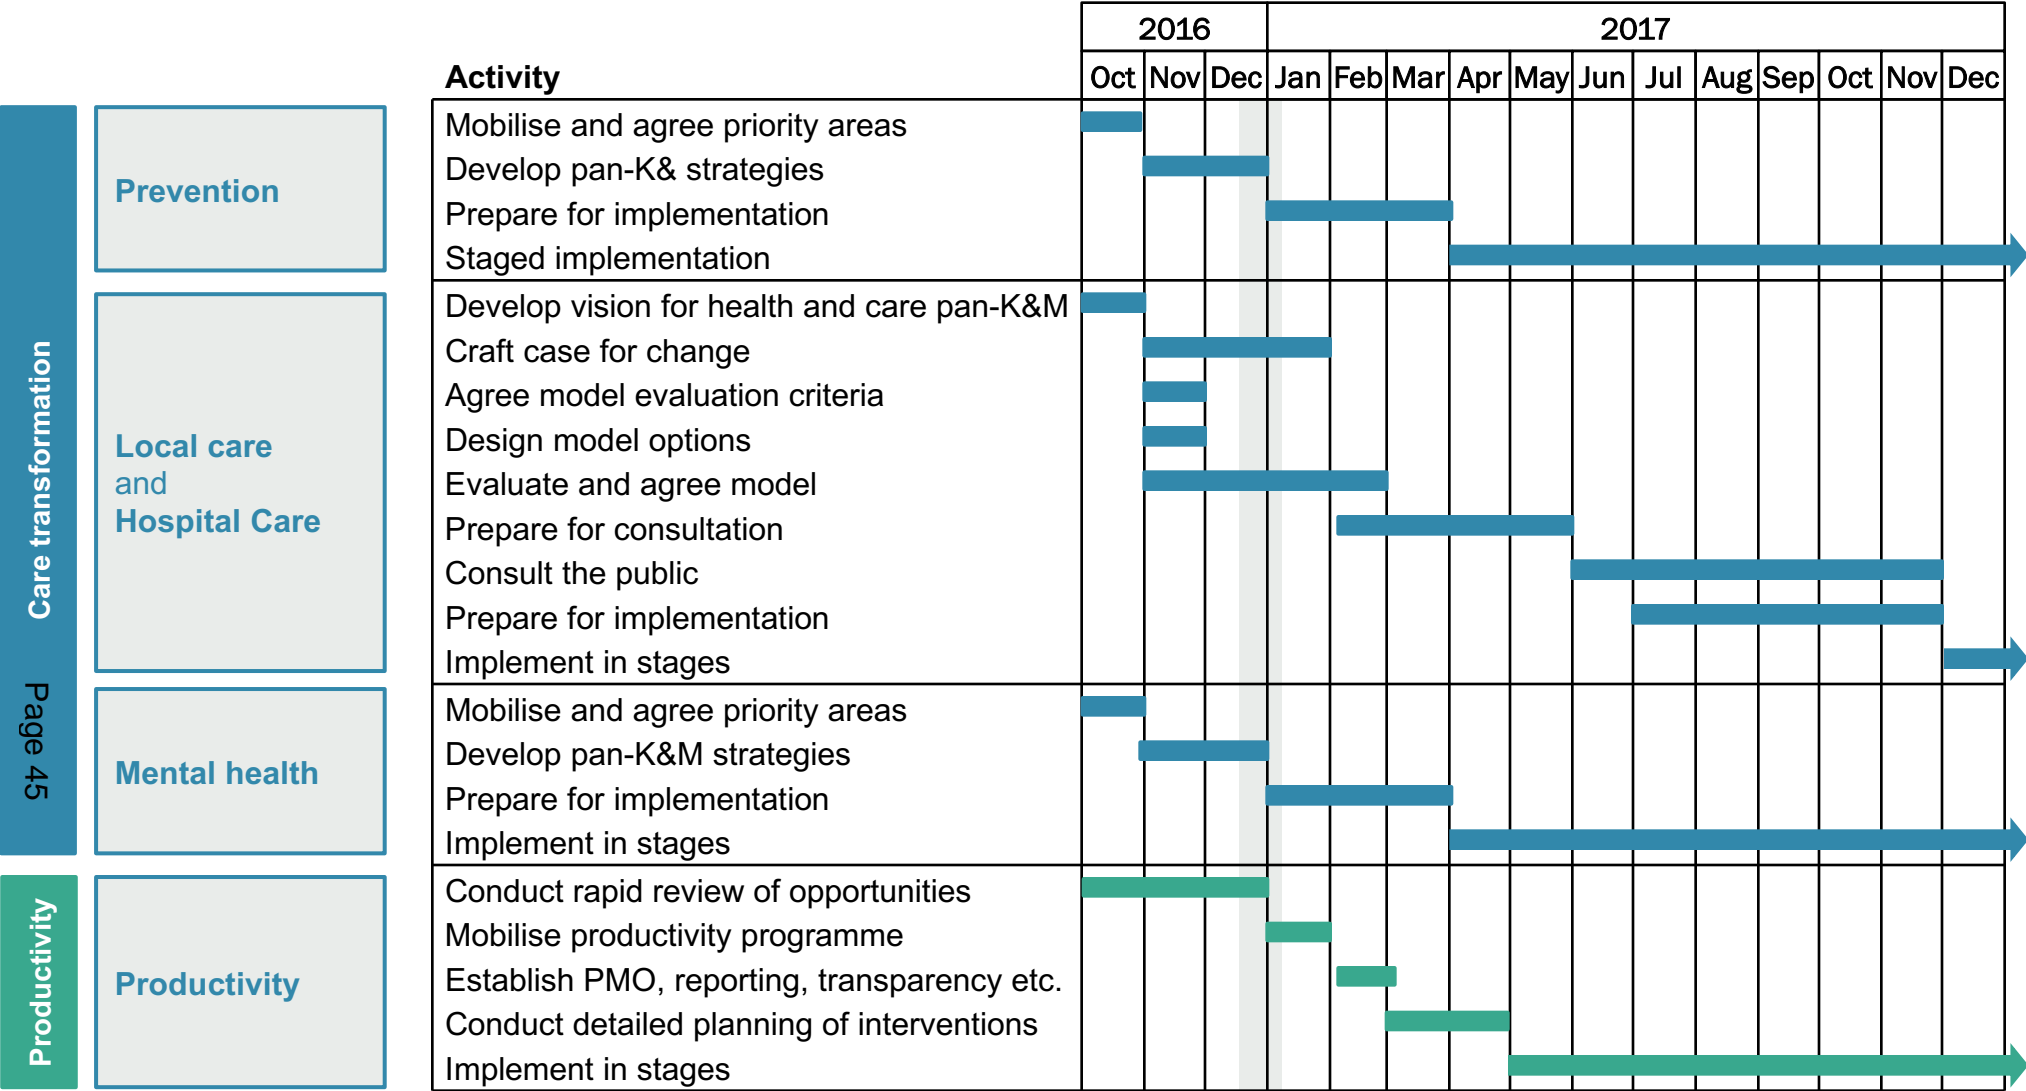 2016
2017
Activity
Oct
Nov
Dec
Jan
Feb
Mar
Apr
May
Jun
Jul
Aug
Sep
Oct
Nov
Dec
Care transformation
Page 45
Prevention
Mobilise and agree priority areas
Develop pan-K& strategies
Prepare for implementation
Staged implementation
Local care
and
Hospital Care
Develop vision for health and care pan-K&M
Craft case for change
Agree model evaluation criteria
Design model options
Evaluate and agree model
Prepare for consultation
Consult the public
Prepare for implementation
Implement in stages
Mental health
Mobilise and agree priority areas
Develop pan-K&M strategies
Prepare for implementation
Implement in stages
Productivity
Productivity
Conduct rapid review of opportunities
Mobilise productivity programme
Establish PMO, reporting, transparency etc.
Conduct detailed planning of interventions
Implement in stages